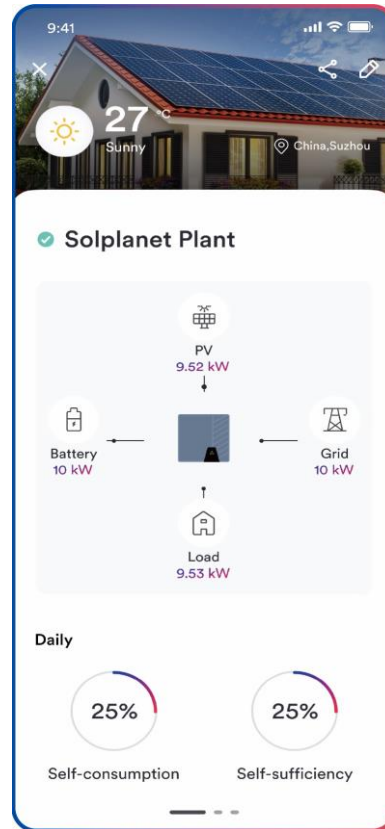 9:41
27 °C
Sunny
China,Suzhou
Solplanet Plant
PV
9.52 kW
Battery
10 kW
Grid
10 kW
Load
9.53 kW
Daily
25%
25%
Self-consumption
Self-sufficiency